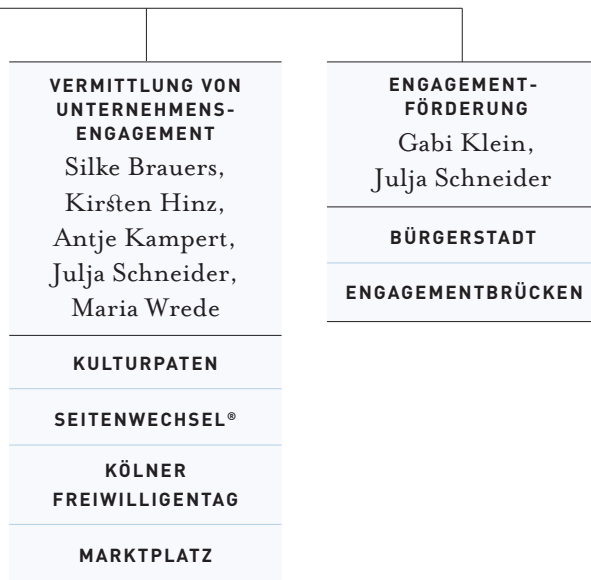 VERMITTLUNG VON
UNTERNEHMENS-
ENGAGEMENT
Silke Brauers,
Kirsten Hinz,
Antje Kampert,
Julja Schneider,
Maria Wrede
KULTURPATEN
SEITENWECHSEL®
KÖLNER
FREIWILLIGENTAG
MARKTPLATZ
ENGAGEMENT-
FÖRDERUNG
Gabi Klein,
Julja Schneider
BÜRGERSTADT
ENGAGEMENTBRÜCKEN